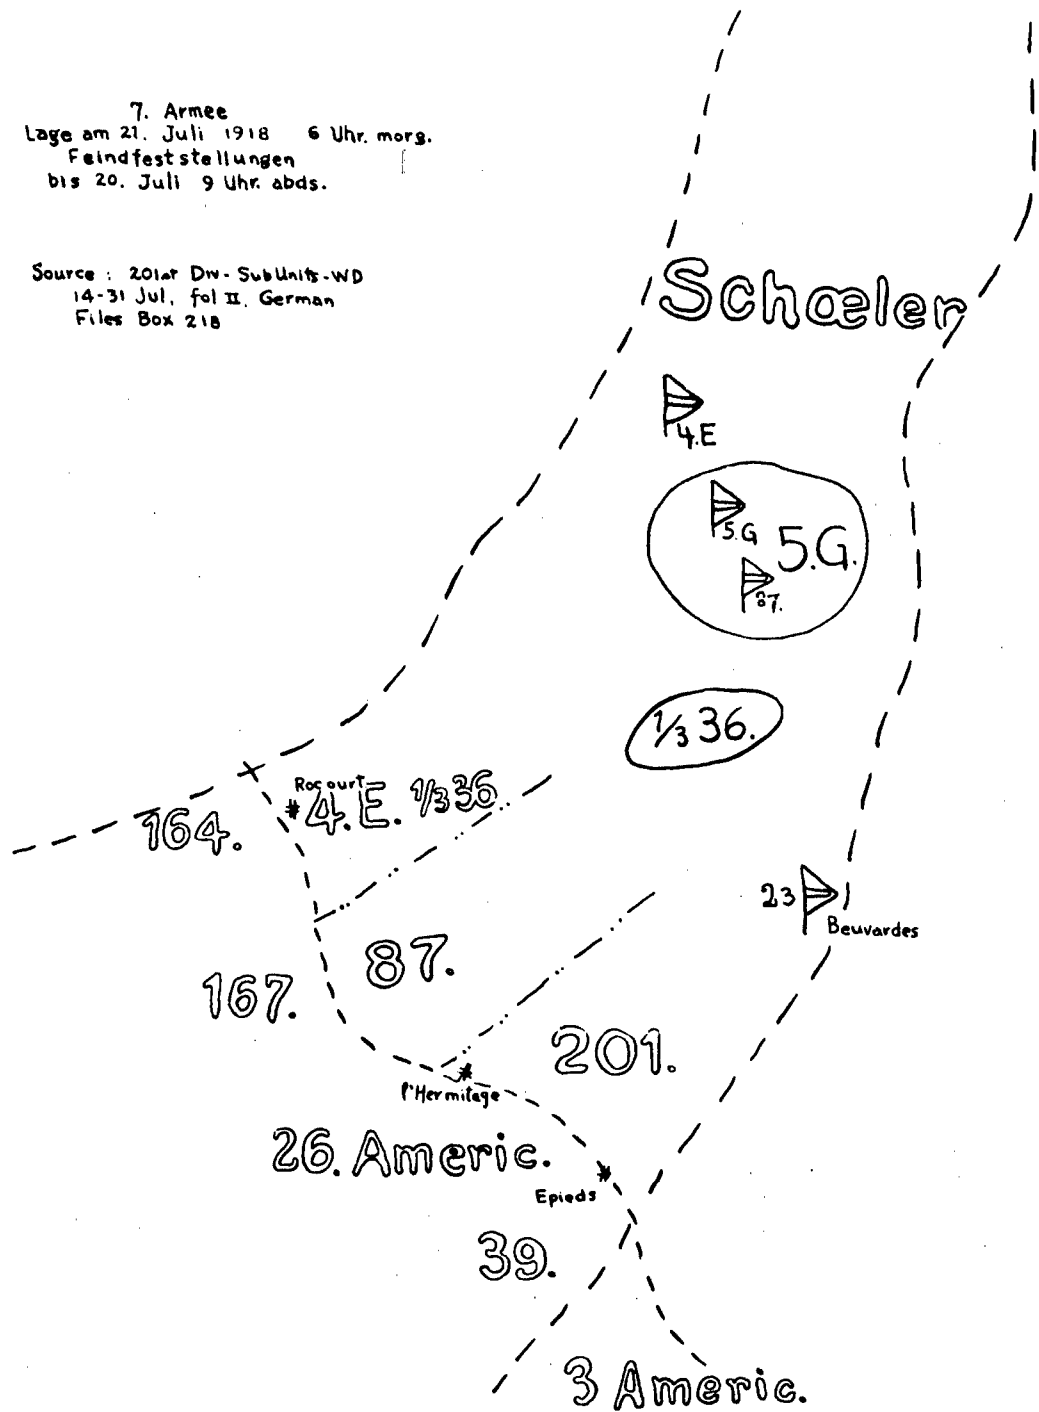 7. Armee
Lage am 21. Juli 1918 6 Uhr. morg.
Feindfeststellungen
bis 20. Juli 9 Uhr. abds.
Source : 201st Div - SubUnits - WD
14-31 Jul, fol II, German
Files Box 218
Schœler
4.E
5.G
5.G.
87.
1/3 36.
Rocourt
4.E. 1/3 36
164.
23
Beuvardes
87.
167.
201.
l'Hermitage
26. Americ.
Epieds
39.
3 Americ.